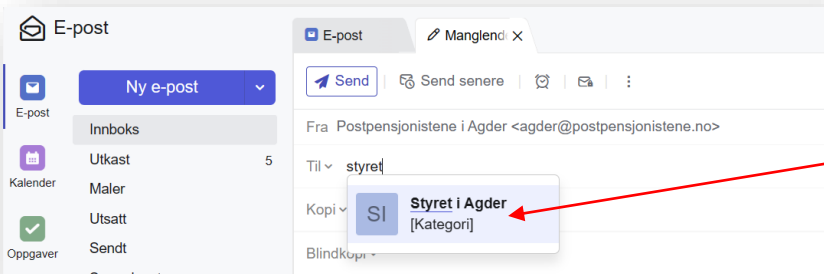 E-post
E-post
Manglend
Ny e-post
Send
Send senere
E-post
Fra Postpensjonistene i Agder <agder@postpensjonistene.no>
Innboks
Utkast 5
Til styret
Kalender
Maler
SI
Styret i Agder
[Kategori]
Kopi
Utsatt
Oppgaver
Sendt
Blindkopi